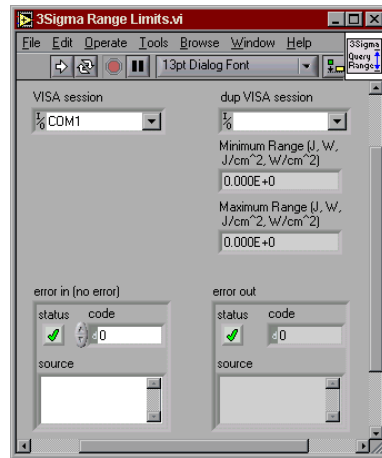 3Sigma Range Limits.vi
File Edit Operate Tools Browse Window Help
3Sigma
Query
Range
13pt Dialog Font
VISA session
dup VISA session
I/O COM1
I/O
Minimum Range (J, W,
J/cm^2, W/cm^2)
0.000E+0
Maximum Range (J, W,
J/cm^2, W/cm^2)
0.000E+0
error in (no error)
error out
status code
status code
d0
d0
source
source